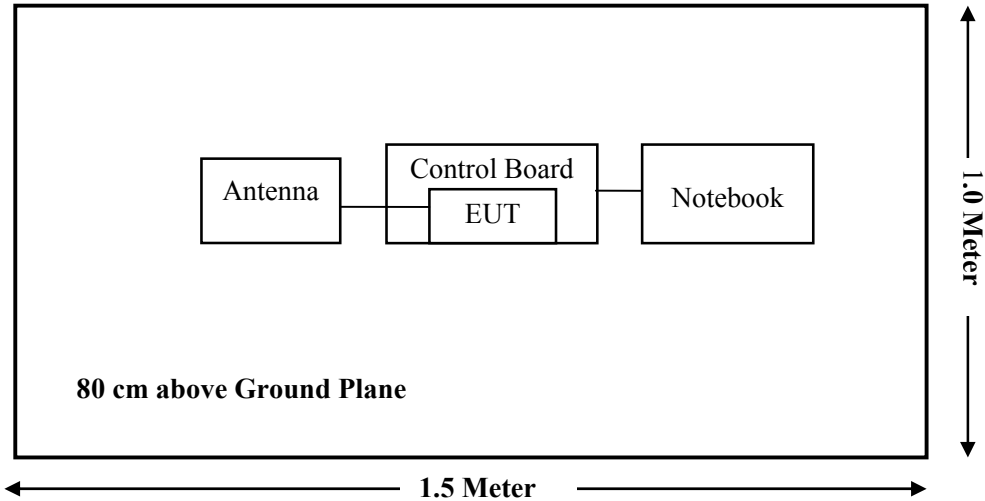 Control Board
Antenna
EUT
Notebook
1.0 Meter
80 cm above Ground Plane
1.5 Meter